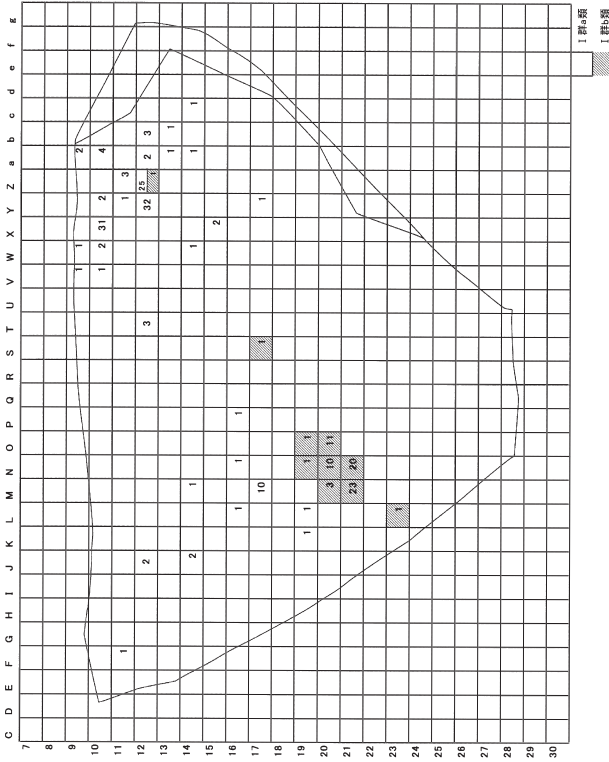 C D E F G H I J K L M N O P Q R S T U V W X Y Z a b c d e f g
7
8
9 1 1 2
10 1 2 31 2 4
11 1 1 3
12 2 3 32 25 1 2 3
13 1 1
14 2 1 1 1 1
15 2
16 1 1 1
17 10 1 1
18
19 1 1 1 1
20 3 10 11
21 23 20
22
23 1
24
25
26
27
28
29
30
Ⅰ群a類
Ⅰ群b類